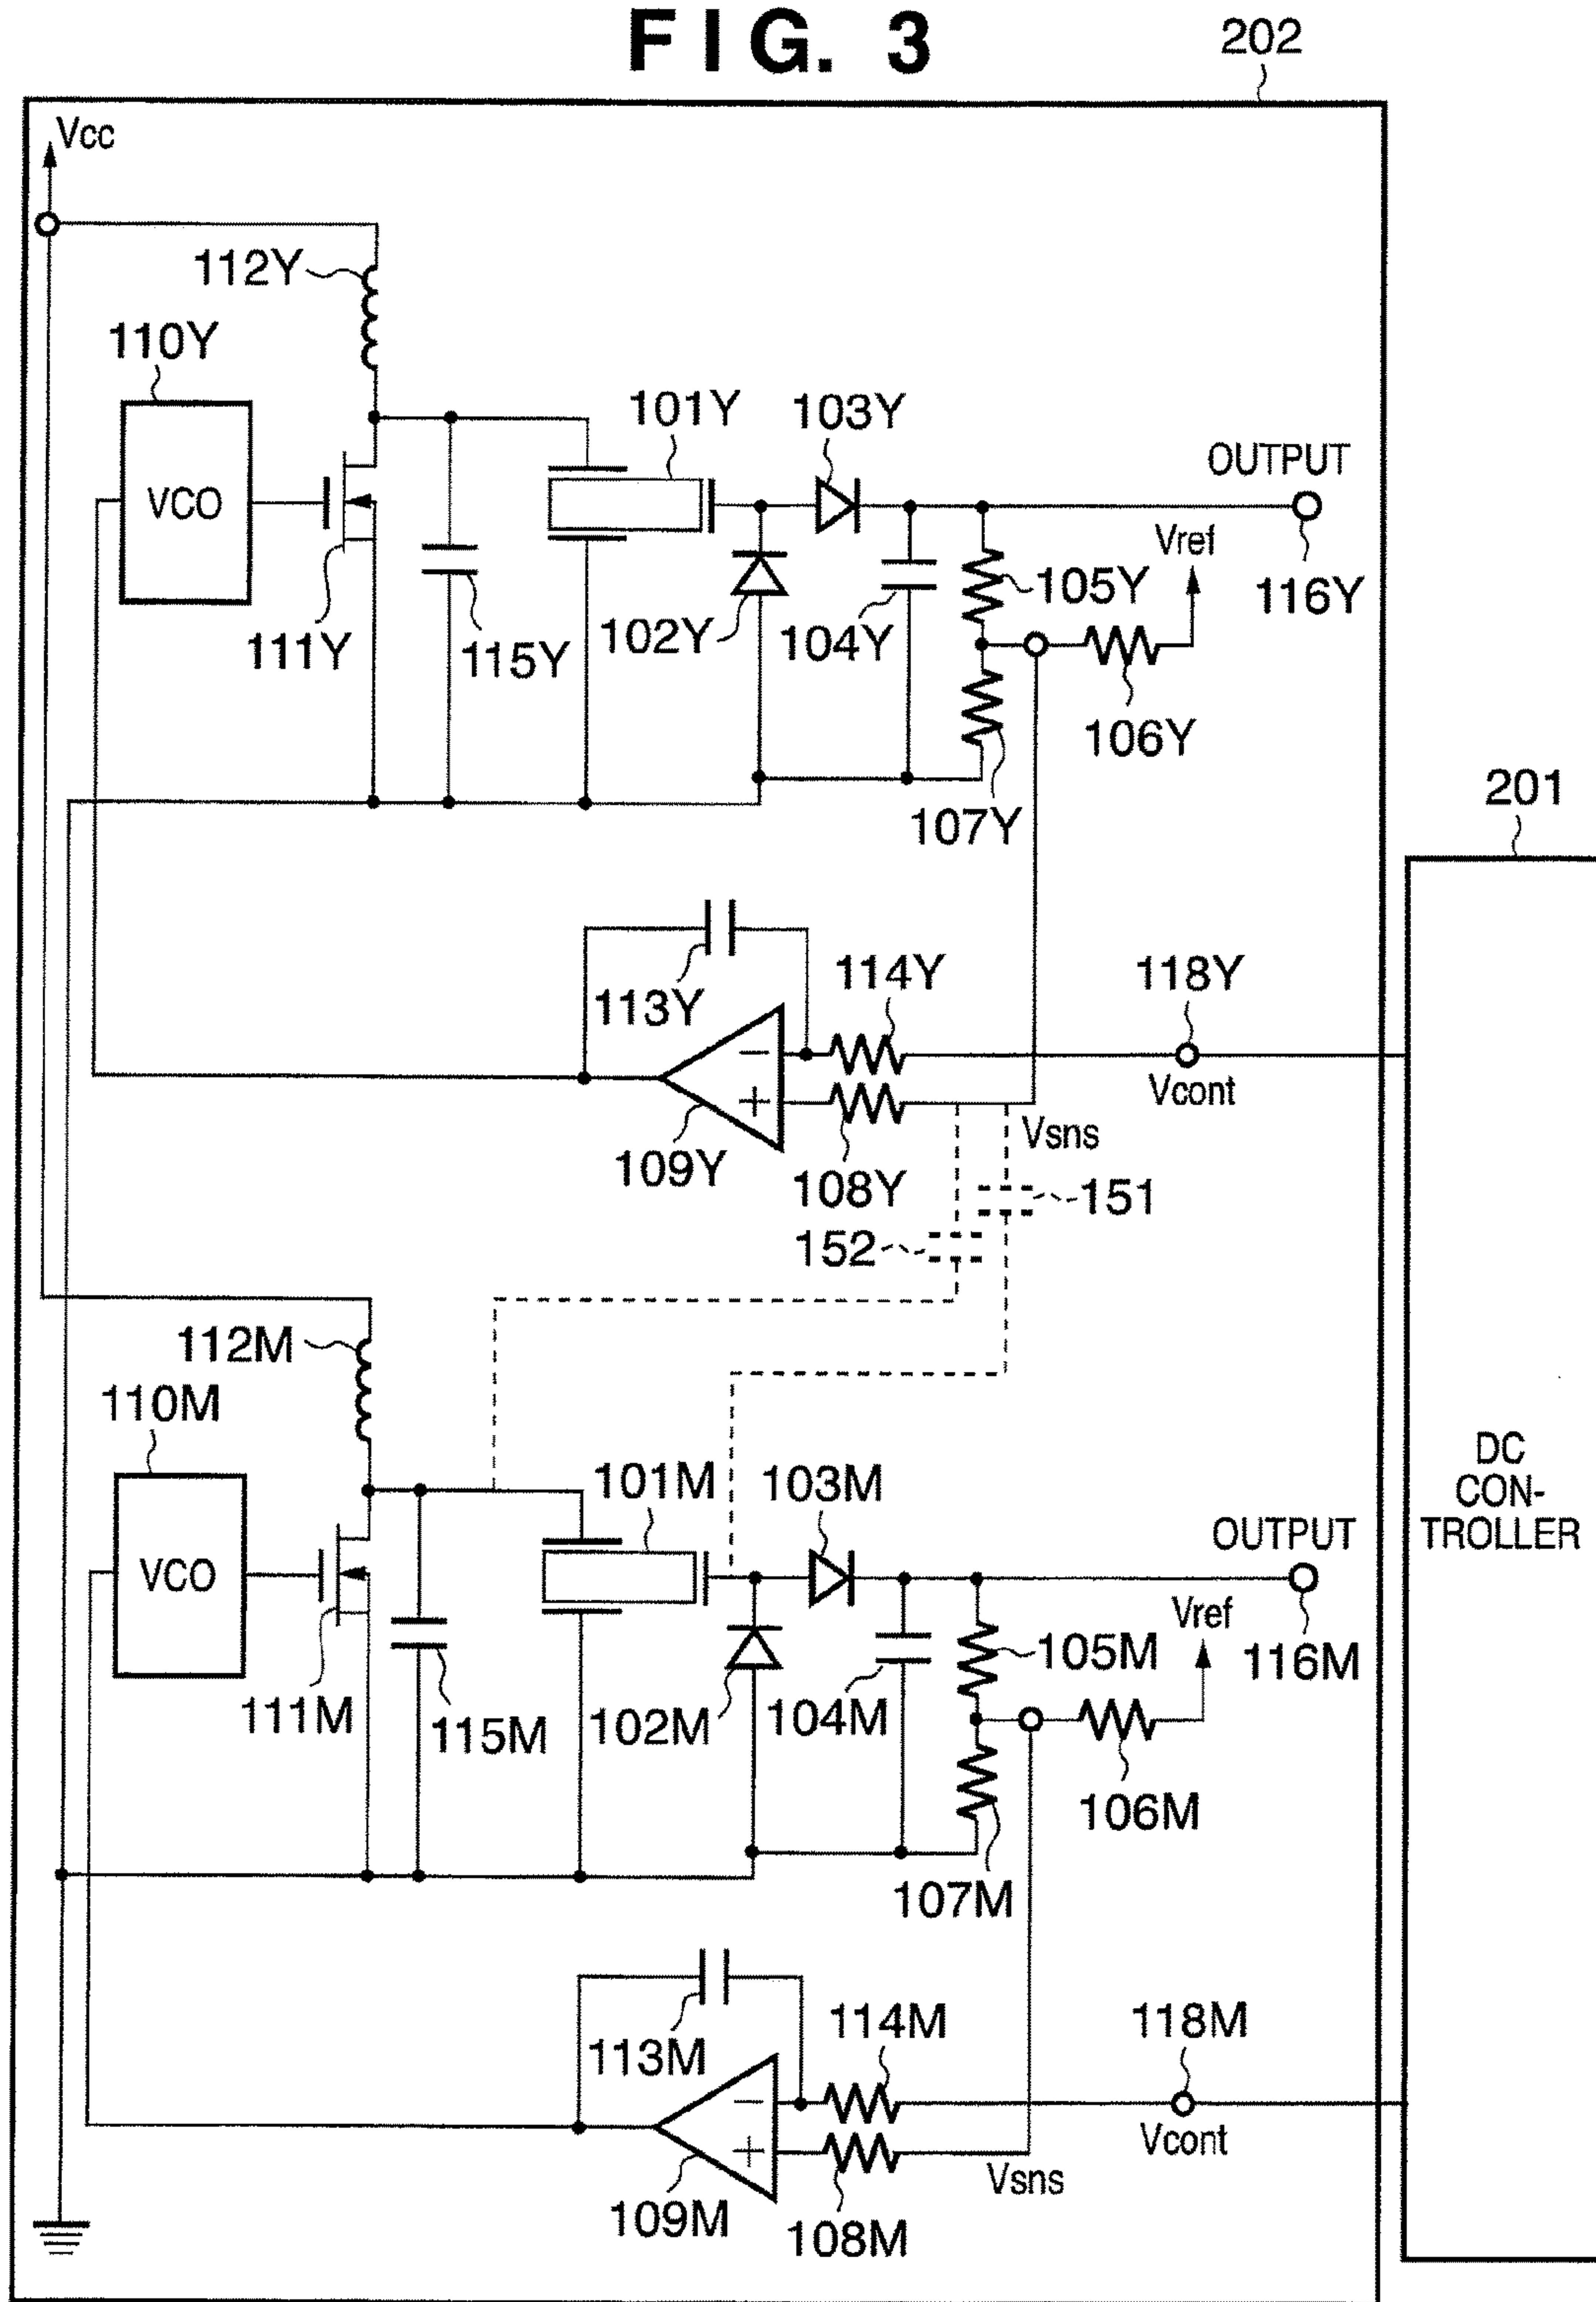 FIG. 3
202
Vcc
112Y
110Y
VCO
101Y
103Y
OUTPUT
Vref
116Y
105Y
111Y
115Y
102Y
104Y
106Y
107Y
201
113Y
114Y
118Y
−
+
Vcont
Vsns
109Y
108Y
151
152
112M
110M
VCO
101M
103M
DC
CON-
TROLLER
OUTPUT
Vref
116M
105M
111M
115M
102M
104M
106M
107M
113M
114M
118M
−
+
Vcont
Vsns
109M
108M